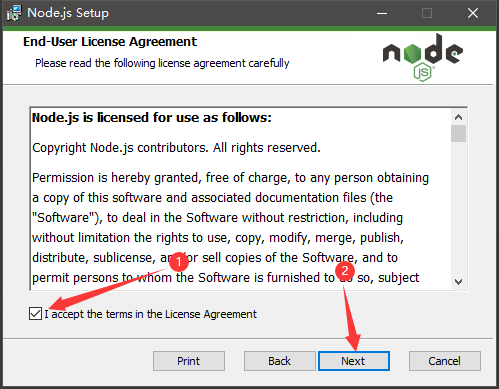 Node.js Setup
End-User License Agreement
Please read the following license agreement carefully
node
JS
Node.js is licensed for use as follows:
Copyright Node.js contributors. All rights reserved.
Permission is hereby granted, free of charge, to any person obtaining
a copy of this software and associated documentation files (the
"Software"), to deal in the Software without restriction, including
without limitation the rights to use, copy, modify, merge, publish,
distribute, sublicense, and/or sell copies of the Software, and to
permit persons to whom the Software is furnished to do so, subject
1
2
I accept the terms in the License Agreement
Print
Back
Next
Cancel